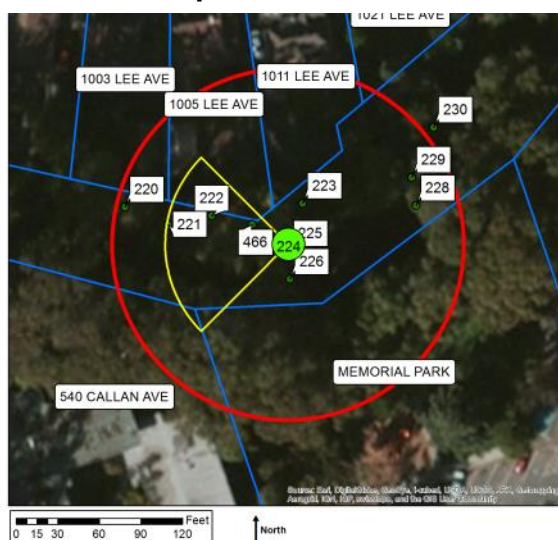 1021 LEE AVE
1003 LEE AVE
1011 LEE AVE
1005 LEE AVE
230
229
220
228
222
223
221
225
466
224
226
MEMORIAL PARK
540 CALLAN AVE
Feet
0 15 30 60 90 120
North